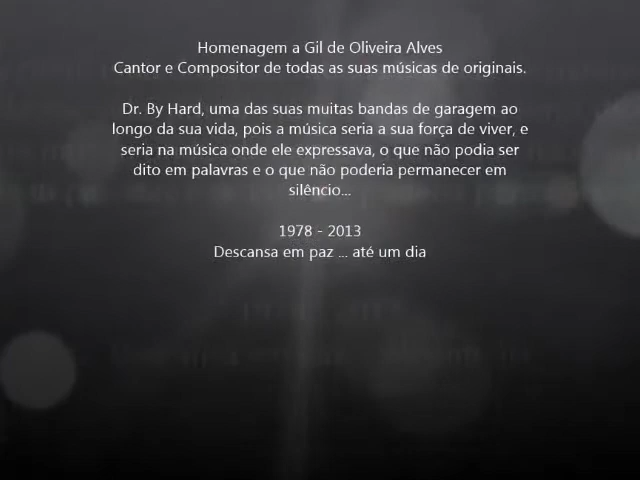 Homenagem a Gil de Oliveira Alves
Cantor e Compositor de todas as suas músicas de originais.
Dr. By Hard, uma das suas muitas bandas de garagem ao
longo da sua vida, pois a música seria a sua força de viver, e
seria na música onde ele expressava, o que não podia ser
dito em palavras e o que não poderia permanecer em
silêncio...
1978 - 2013
Descansa em paz ... até um dia